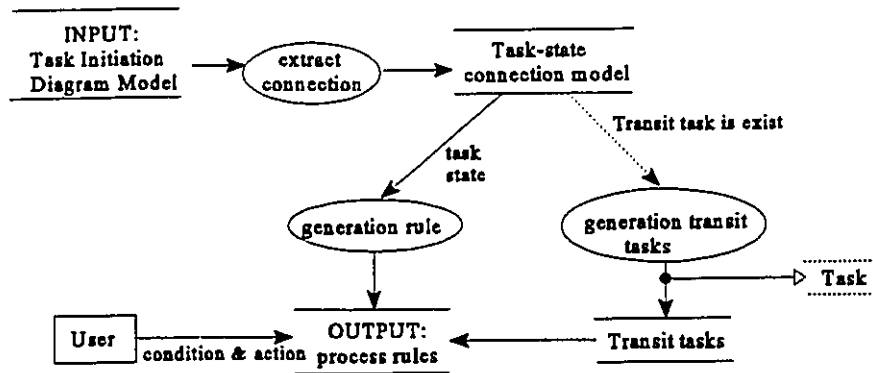 INPUT:
Task Initiation
Diagram Model
extract
connection
Task-state
connection model
Transit task is exist
task
state
generation rule
generation transit
tasks
Task
User
condition & action
OUTPUT:
process rules
Transit tasks